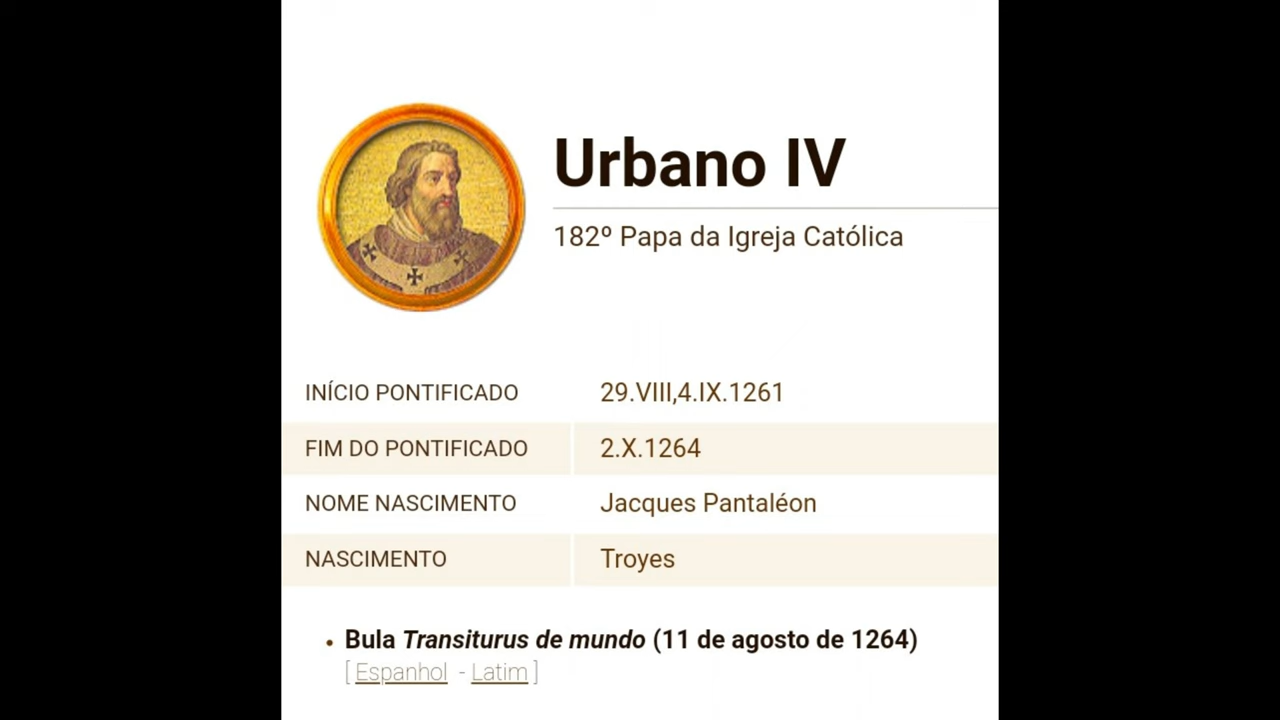 Urbano IV
182º Papa da Igreja Católica
INÍCIO PONTIFICADO 29.VIII,4.IX.1261
FIM DO PONTIFICADO 2.X.1264
NOME NASCIMENTO Jacques Pantaléon
NASCIMENTO Troyes
• Bula Transiturus de mundo (11 de agosto de 1264)
[ Espanhol - Latim ]